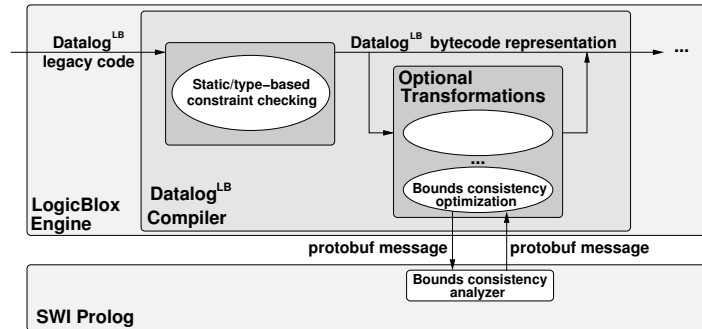 Datalog^LB
legacy code
Static/type−based
constraint checking
Datalog^LB bytecode representation
...
Optional
Transformations
...
Bounds consistency
optimization
Datalog^LB
Compiler
LogicBlox
Engine
protobuf message
protobuf message
Bounds consistency
analyzer
SWI Prolog